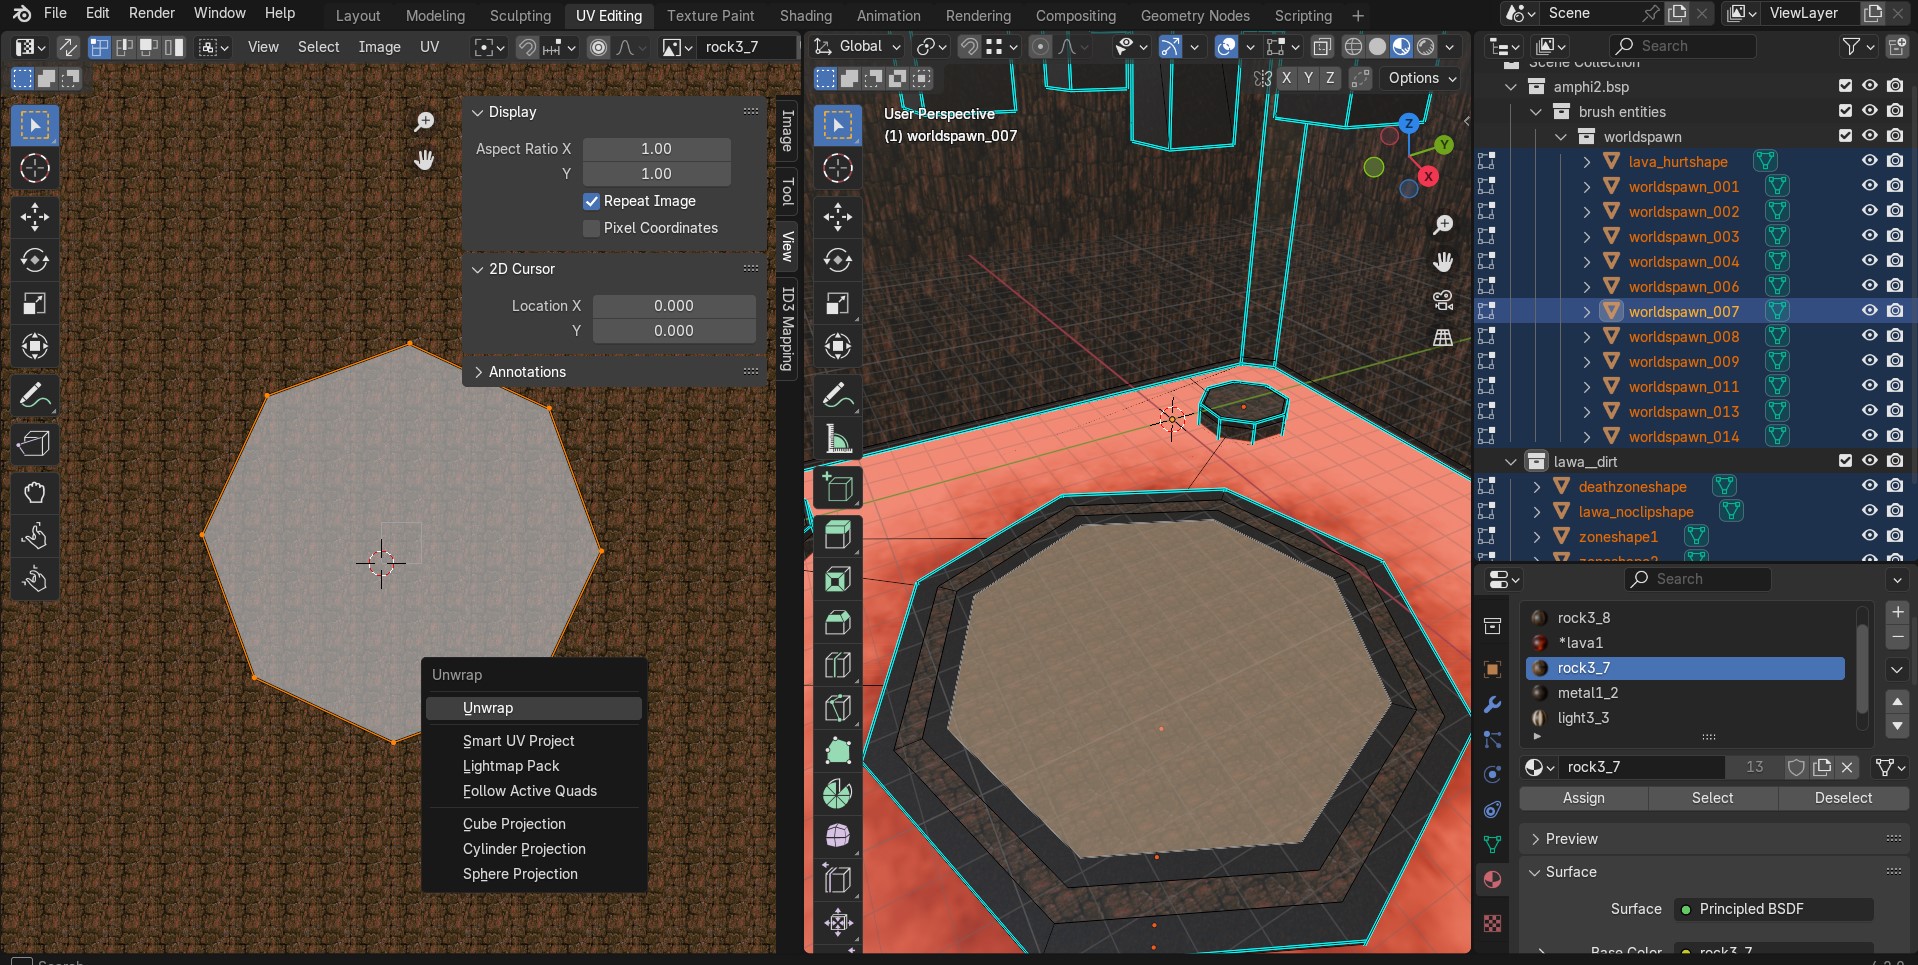 File Edit Render Window Help
Layout Modeling Sculpting UV Editing Texture Paint Shading Animation Rendering Compositing Geometry Nodes Scripting +
Scene
ViewLayer
View Select Image UV
rock3_7
Global
Search
X Y Z
Options
Display
Aspect Ratio X 1.00
Y 1.00
Repeat Image
Pixel Coordinates
2D Cursor
Location X 0.000
Y 0.000
Annotations
Image
Tool
View
ID3 Mapping
Unwrap
Unwrap
Smart UV Project
Lightmap Pack
Follow Active Quads
Cube Projection
Cylinder Projection
Sphere Projection
User Perspective
(1) worldspawn_007
Z
Y
X
Scene Collection
amphi2.bsp
brush entities
worldspawn
lava_hurtshape
worldspawn_001
worldspawn_002
worldspawn_003
worldspawn_004
worldspawn_006
worldspawn_007
worldspawn_008
worldspawn_009
worldspawn_011
worldspawn_013
worldspawn_014
lawa__dirt
deathzoneshape
lawa_noclipshape
zoneshape1
zoneshape2
Search
rock3_8
*lava1
rock3_7
metal1_2
light3_3
rock3_7 13
Assign Select Deselect
Preview
Surface
Surface Principled BSDF
Base Color rock3_7
Search